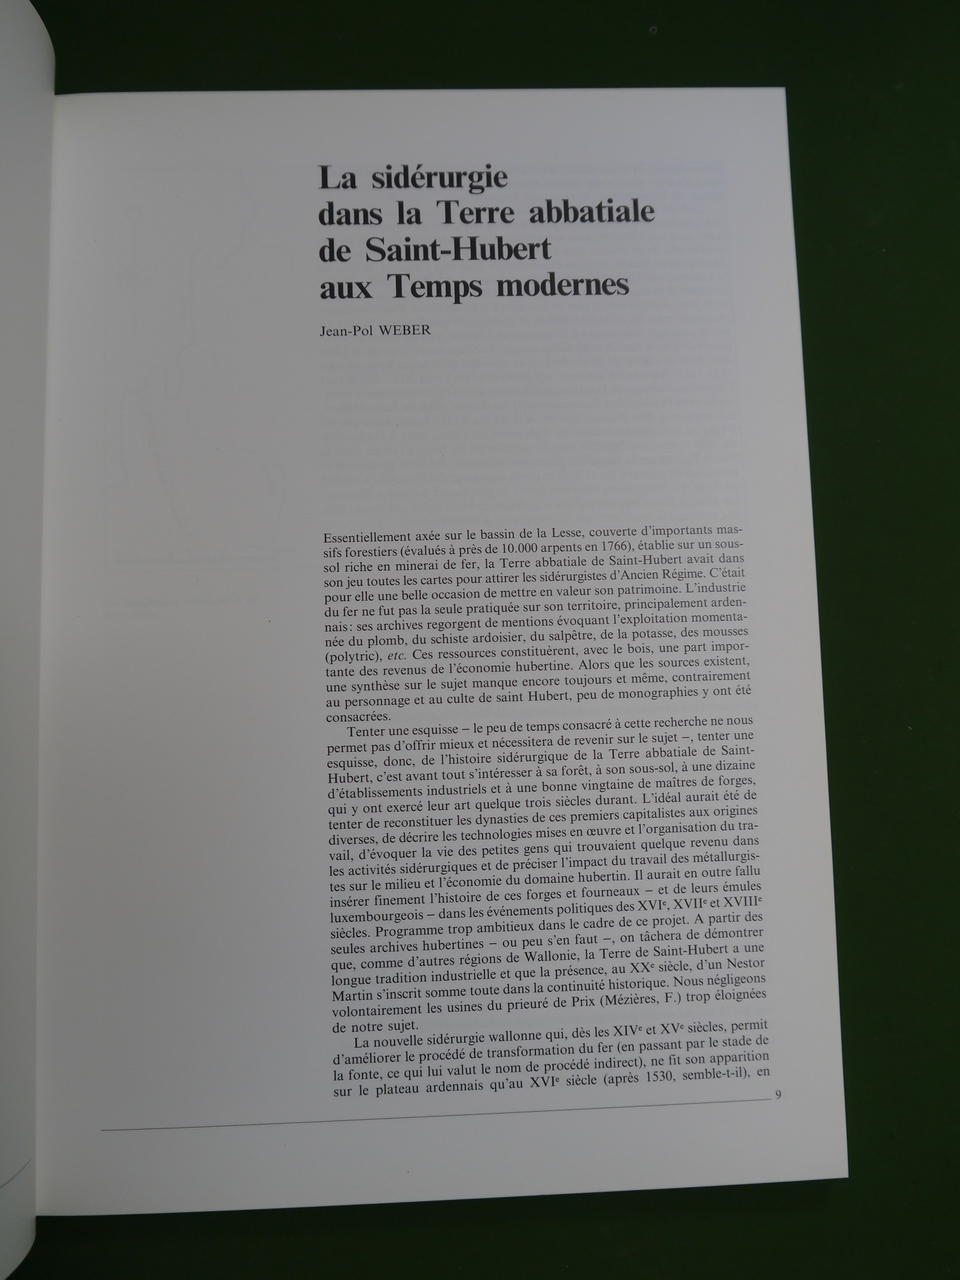 La sidérurgie
dans la Terre abbatiale
de Saint-Hubert
aux Temps modernes
Jean-Pol WEBER
Essentiellement axée sur le bassin de la Lesse, couverte d'importants mas-
sifs forestiers (évalués à près de 10.000 arpents en 1766), établie sur un sous-
sol riche en minerai de fer, la Terre abbatiale de Saint-Hubert avait dans
son jeu toutes les cartes pour attirer les sidérurgistes d'Ancien Régime. C'était
pour elle une belle occasion de mettre en valeur son patrimoine. L'industrie
du fer ne fut pas la seule pratiquée sur son territoire, principalement arden-
nais : ses archives regorgent de mentions évoquant l'exploitation momenta-
née du plomb, du schiste ardoisier, du salpêtre, de la potasse, des mousses
(polytric), etc. Ces ressources constituèrent, avec le bois, une part impor-
tante des revenus de l'économie hubertine. Alors que les sources existent,
une synthèse sur le sujet manque encore toujours et même, contrairement
au personnage et au culte de saint Hubert, peu de monographies y ont été
consacrées.
Tenter une esquisse – le peu de temps consacré à cette recherche ne nous
permet pas d'offrir mieux et nécessitera de revenir sur le sujet –, tenter une
esquisse, donc, de l'histoire sidérurgique de la Terre abbatiale de Saint-
Hubert, c'est avant tout s'intéresser à sa forêt, à son sous-sol, à une dizaine
d'établissements industriels et à une bonne vingtaine de maîtres de forges,
qui y ont exercé leur art quelque trois siècles durant. L'idéal aurait été de
tenter de reconstituer les dynasties de ces premiers capitalistes aux origines
diverses, de décrire les technologies mises en œuvre et l'organisation du tra-
vail, d'évoquer la vie des petites gens qui trouvaient quelque revenu dans
les activités sidérurgiques et de préciser l'impact du travail des métallurgis-
tes sur le milieu et l'économie du domaine hubertin. Il aurait en outre fallu
insérer finement l'histoire de ces forges et fourneaux – et de leurs émules
luxembourgeois – dans les événements politiques des XVIe, XVIIe et XVIIIe
siècles. Programme trop ambitieux dans le cadre de ce projet. A partir des
seules archives hubertines – ou peu s'en faut –, on tâchera de démontrer
que, comme d'autres régions de Wallonie, la Terre de Saint-Hubert a une
longue tradition industrielle et que la présence, au XXe siècle, d'un Nestor
Martin s'inscrit somme toute dans la continuité historique. Nous négligeons
volontairement les usines du prieuré de Prix (Mézières, F.) trop éloignées
de notre sujet.
La nouvelle sidérurgie wallonne qui, dès les XIVe et XVe siècles, permit
d'améliorer le procédé de transformation du fer (en passant par le stade de
la fonte, ce qui lui valut le nom de procédé indirect), ne fit son apparition
sur le plateau ardennais qu'au XVIe siècle (après 1530, semble-t-il), en
9